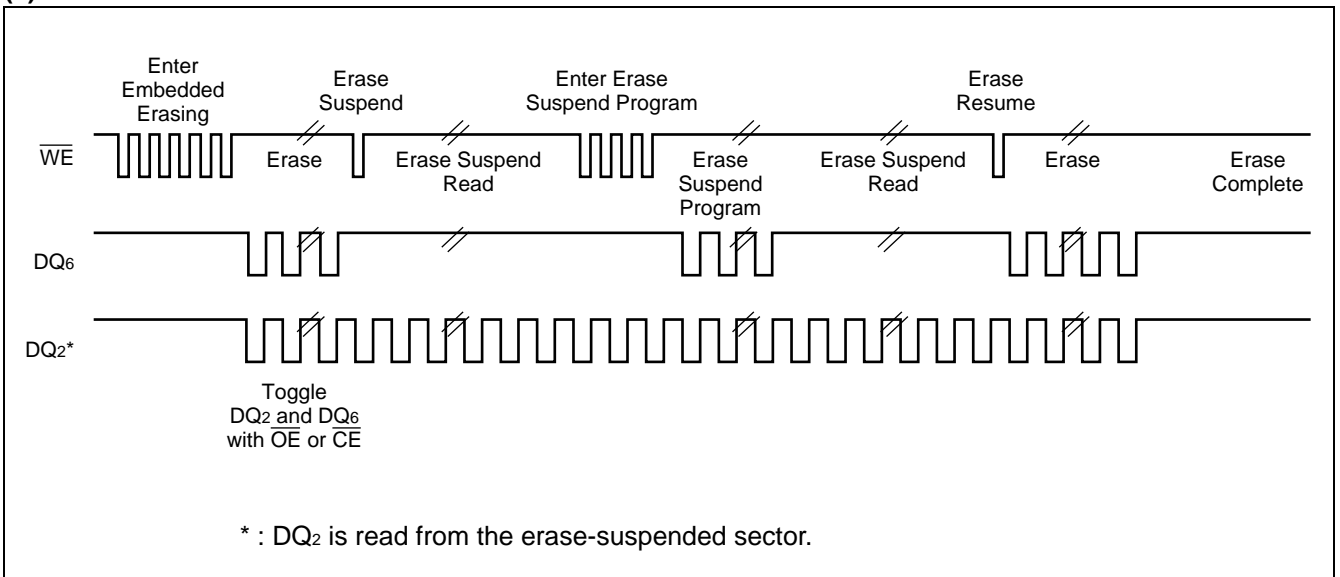 Enter
Embedded
Erasing
Erase
Suspend
Enter Erase
Suspend Program
Erase
Resume
WE
Erase
Erase Suspend
Read
Erase
Suspend
Program
Erase Suspend
Read
Erase
Erase
Complete
DQ6
DQ2*
Toggle
DQ2 and DQ6
with OE or CE
* : DQ2 is read from the erase-suspended sector.